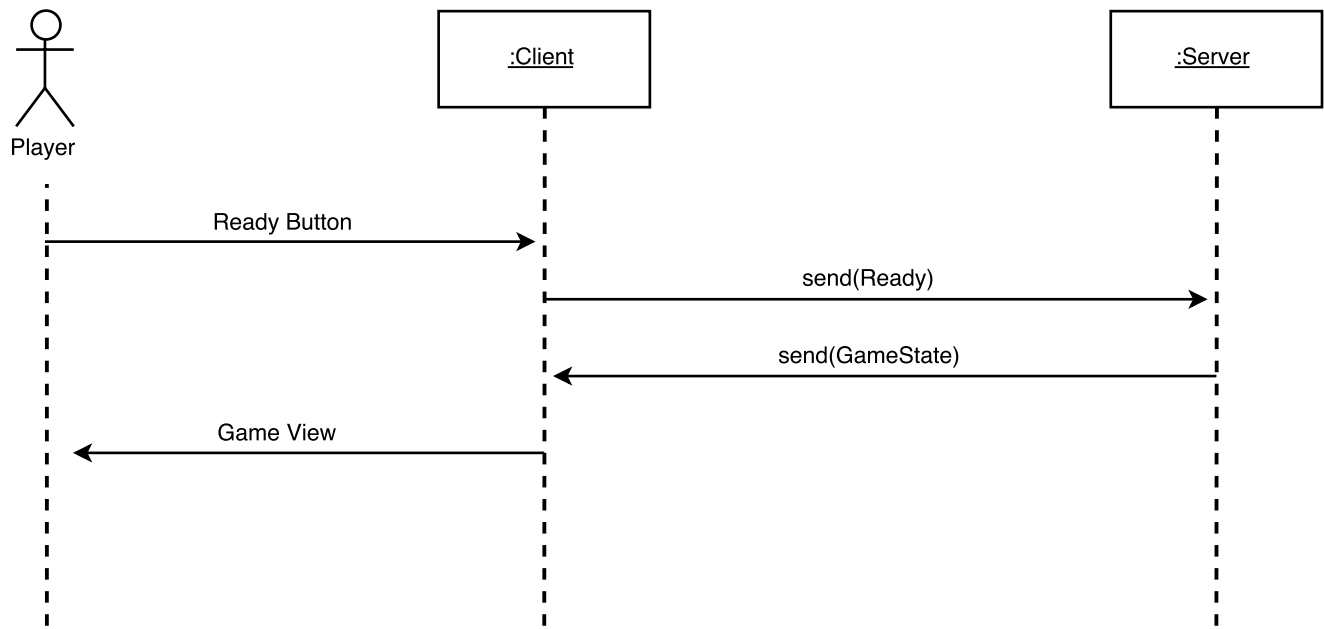 :Client
:Server
Player
Ready Button
send(Ready)
send(GameState)
Game View